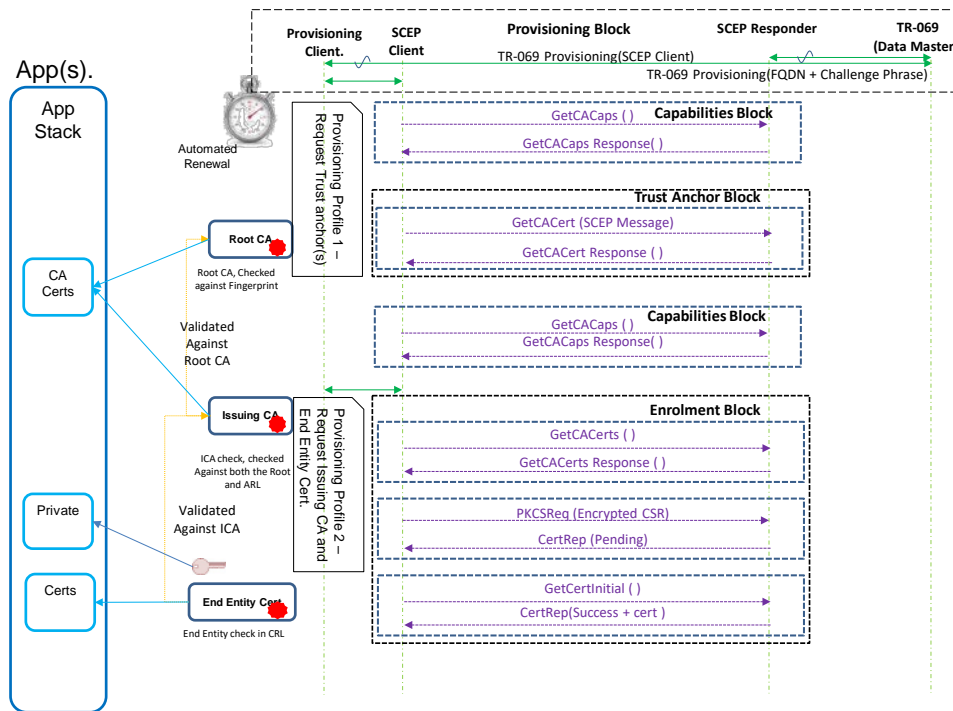 Provisioning Client.
SCEP Client
Provisioning Block
SCEP Responder
TR-069 (Data Master
TR-069 Provisioning(SCEP Client)
TR-069 Provisioning(FQDN + Challenge Phrase)
App(s).
App Stack
Automated Renewal
Provisioning Profile 1 – Request Trust anchor(s)
Capabilities Block
GetCACaps ( )
GetCACaps Response( )
Trust Anchor Block
GetCACert (SCEP Message)
GetCACert Response ( )
Root CA
Root CA, Checked against Fingerprint
CA Certs
Validated Against Root CA
Capabilities Block
GetCACaps ( )
GetCACaps Response( )
Issuing CA
ICA check, checked Against both the Root and ARL
Provisioning Profile 2 – Request Issuing CA and End Entity Cert.
Enrolment Block
GetCACerts ( )
GetCACerts Response ( )
Private
Validated Against ICA
PKCSReq (Encrypted CSR)
CertRep (Pending)
Certs
End Entity Cert
End Entity check in CRL
GetCertInitial ( )
CertRep(Success + cert )